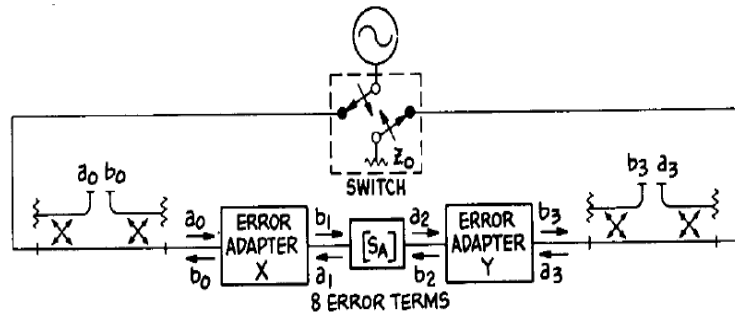 Z₀
SWITCH
a₀ b₀
b₃ a₃
a₀
b₀
ERROR
ADAPTER
X
b₁
a₁
[S_A]
a₂
b₂
ERROR
ADAPTER
Y
b₃
a₃
8 ERROR TERMS